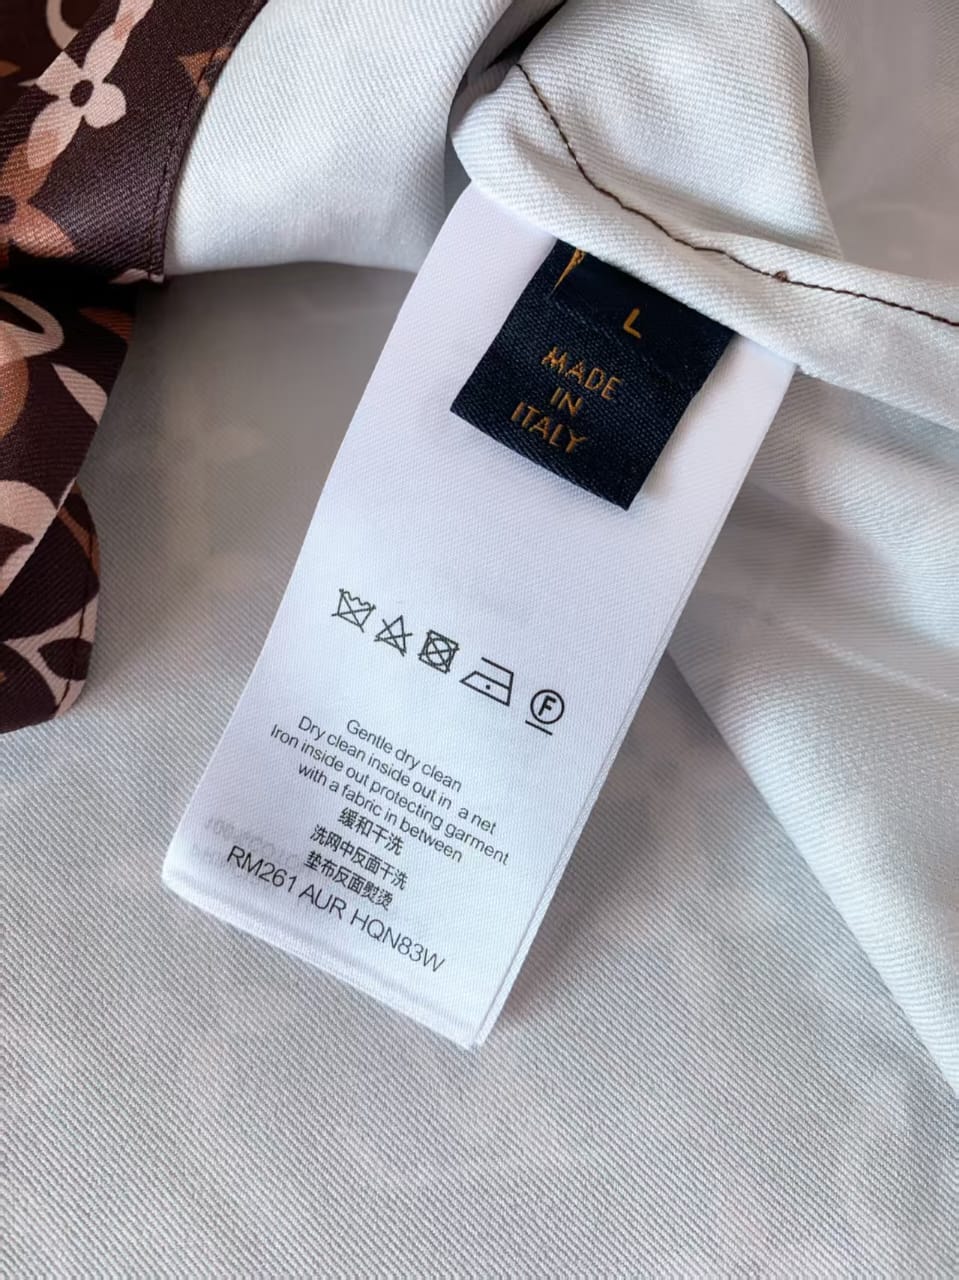 L
MADE
IN
ITALY
F
Gentle dry clean
Dry clean inside out in a net
Iron inside out protecting garment
with a fabric in between
缓和干洗
洗网中反面干洗
垫布反面熨烫
RM261 AUR HQN83W